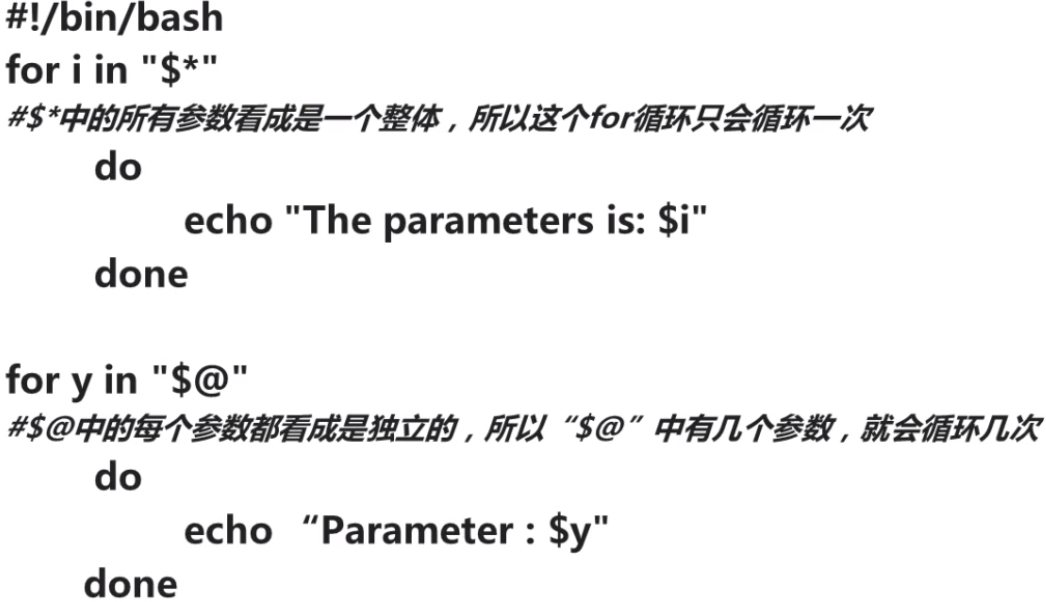 #!/bin/bash
for i in "$*"
#$*中的所有参数看成是一个整体，所以这个for循环只会循环一次
do
echo "The parameters is: $i"
done
for y in "$@"
#$@中的每个参数都看成是独立的，所以“$@”中有几个参数，就会循环几次
do
echo “Parameter：$y"
done